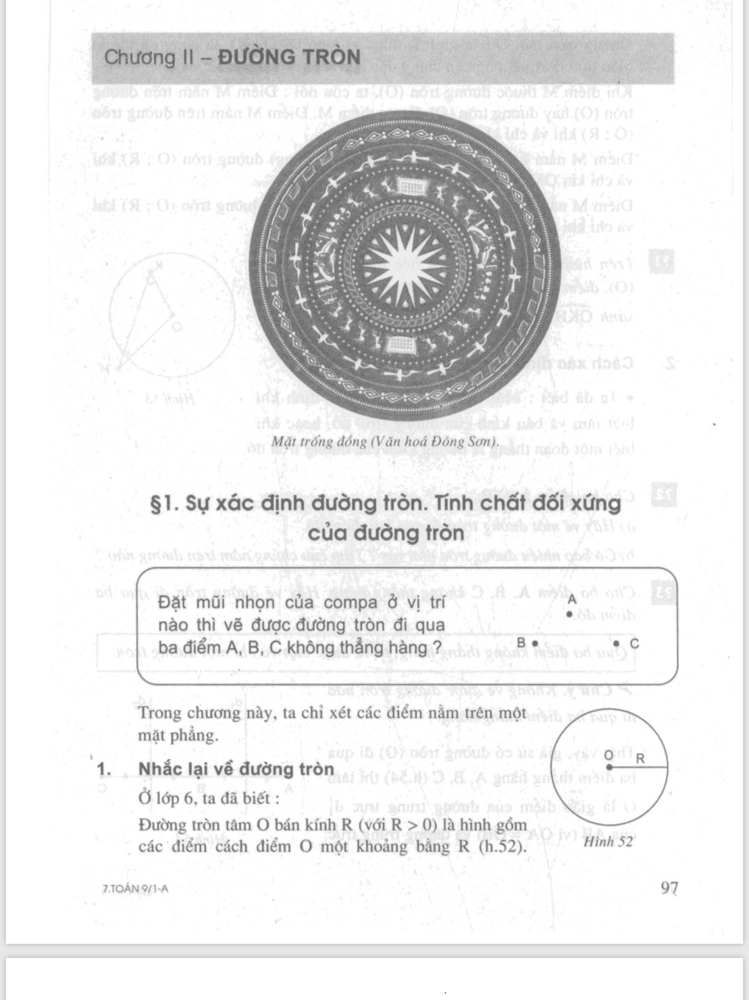 Chương II – ĐƯỜNG TRÒN
Mặt trống đồng (Văn hoá Đông Sơn).
§1. Sự xác định đường tròn. Tính chất đối xứng
của đường tròn
Đặt mũi nhọn của compa ở vị trí
nào thì vẽ được đường tròn đi qua
ba điểm A, B, C không thẳng hàng ?
A
B
C
Trong chương này, ta chỉ xét các điểm nằm trên một
mặt phẳng.
1. Nhắc lại về đường tròn
Ở lớp 6, ta đã biết :
Đường tròn tâm O bán kính R (với R > 0) là hình gồm
các điểm cách điểm O một khoảng bằng R (h.52).
O
R
Hình 52
7.TOÁN 9/1-A
97